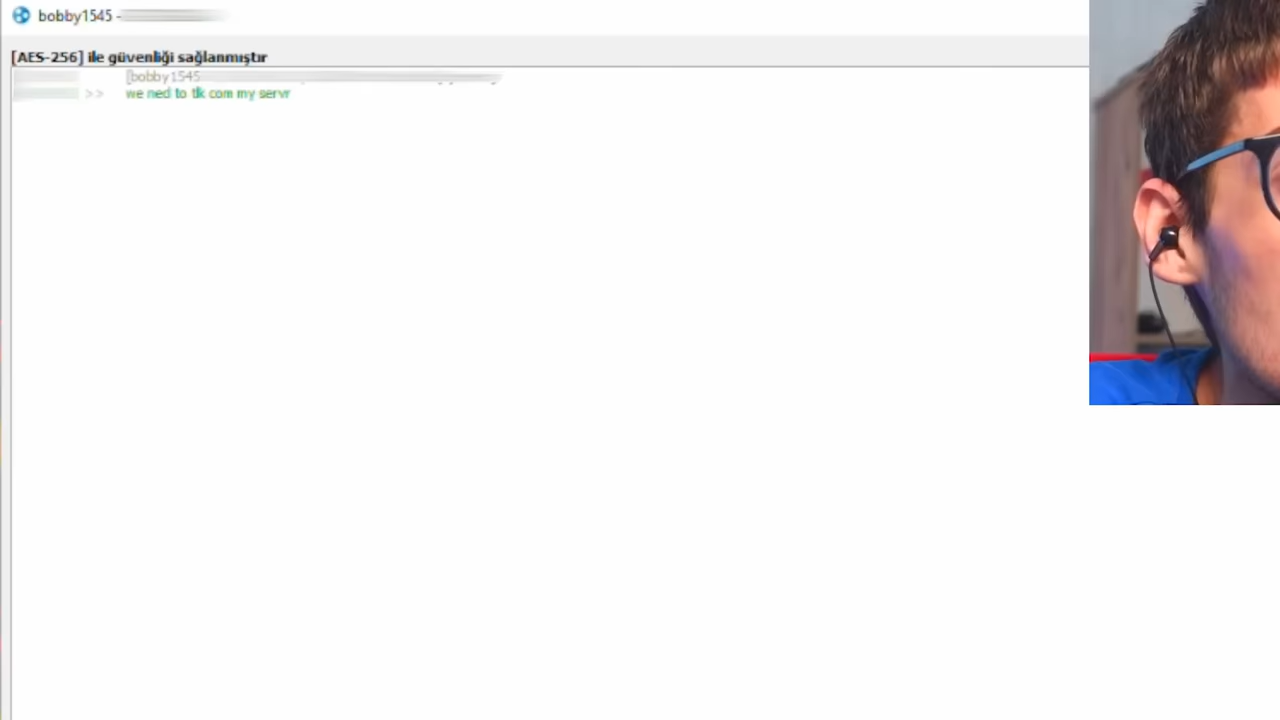 bobby1545 -
[AES-256] ile güvenliği sağlanmıştır
[bobby1545
>> we ned to tlk com my servr